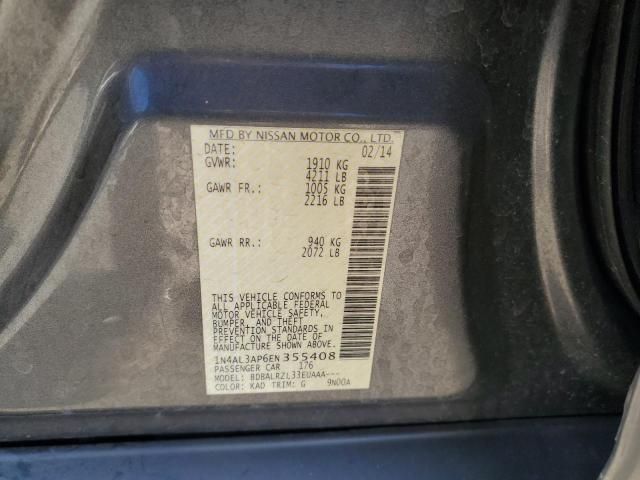 MFD BY NISSAN MOTOR CO., LTD.
DATE: 02/14
GVWR: 1910 KG
4211 LB
GAWR FR.: 1005 KG
2216 LB
GAWR RR.: 940 KG
2072 LB
THIS VEHICLE CONFORMS TO
ALL APPLICABLE FEDERAL
MOTOR VEHICLE SAFETY,
BUMPER, AND THEFT
PREVENTION STANDARDS IN
EFFECT ON THE DATE OF
MANUFACTURE SHOWN ABOVE.
1N4AL3AP6EN355408
PASSENGER CAR 176
MODEL: BDBALRZL33EUAAA---
COLOR: KAD TRIM: G 9N00A